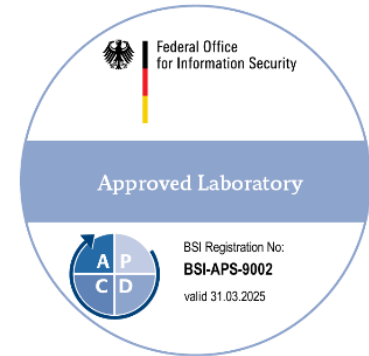 Federal Office
for Information Security
Approved Laboratory
A P
C D
BSI Registration No:
BSI-APS-9002
valid 31.03.2025